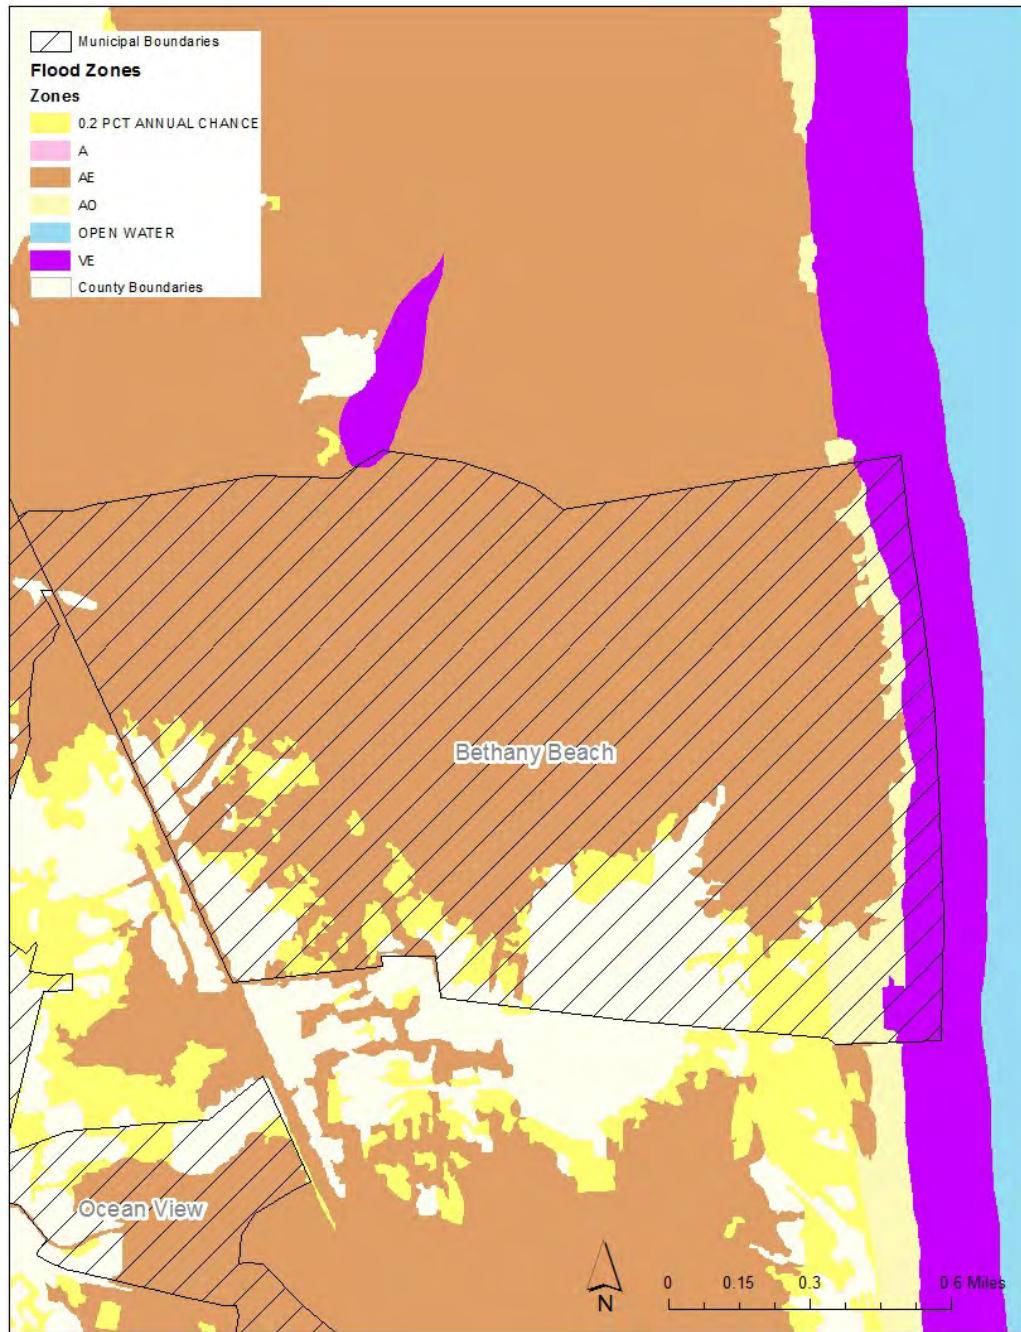 Municipal Boundaries
Flood Zones
Zones
0.2 PCT ANNUAL CHANCE
A
AE
AO
OPEN WATER
VE
County Boundaries
Bethany Beach
Ocean View
N
0 0.15 0.3 0.6 Miles